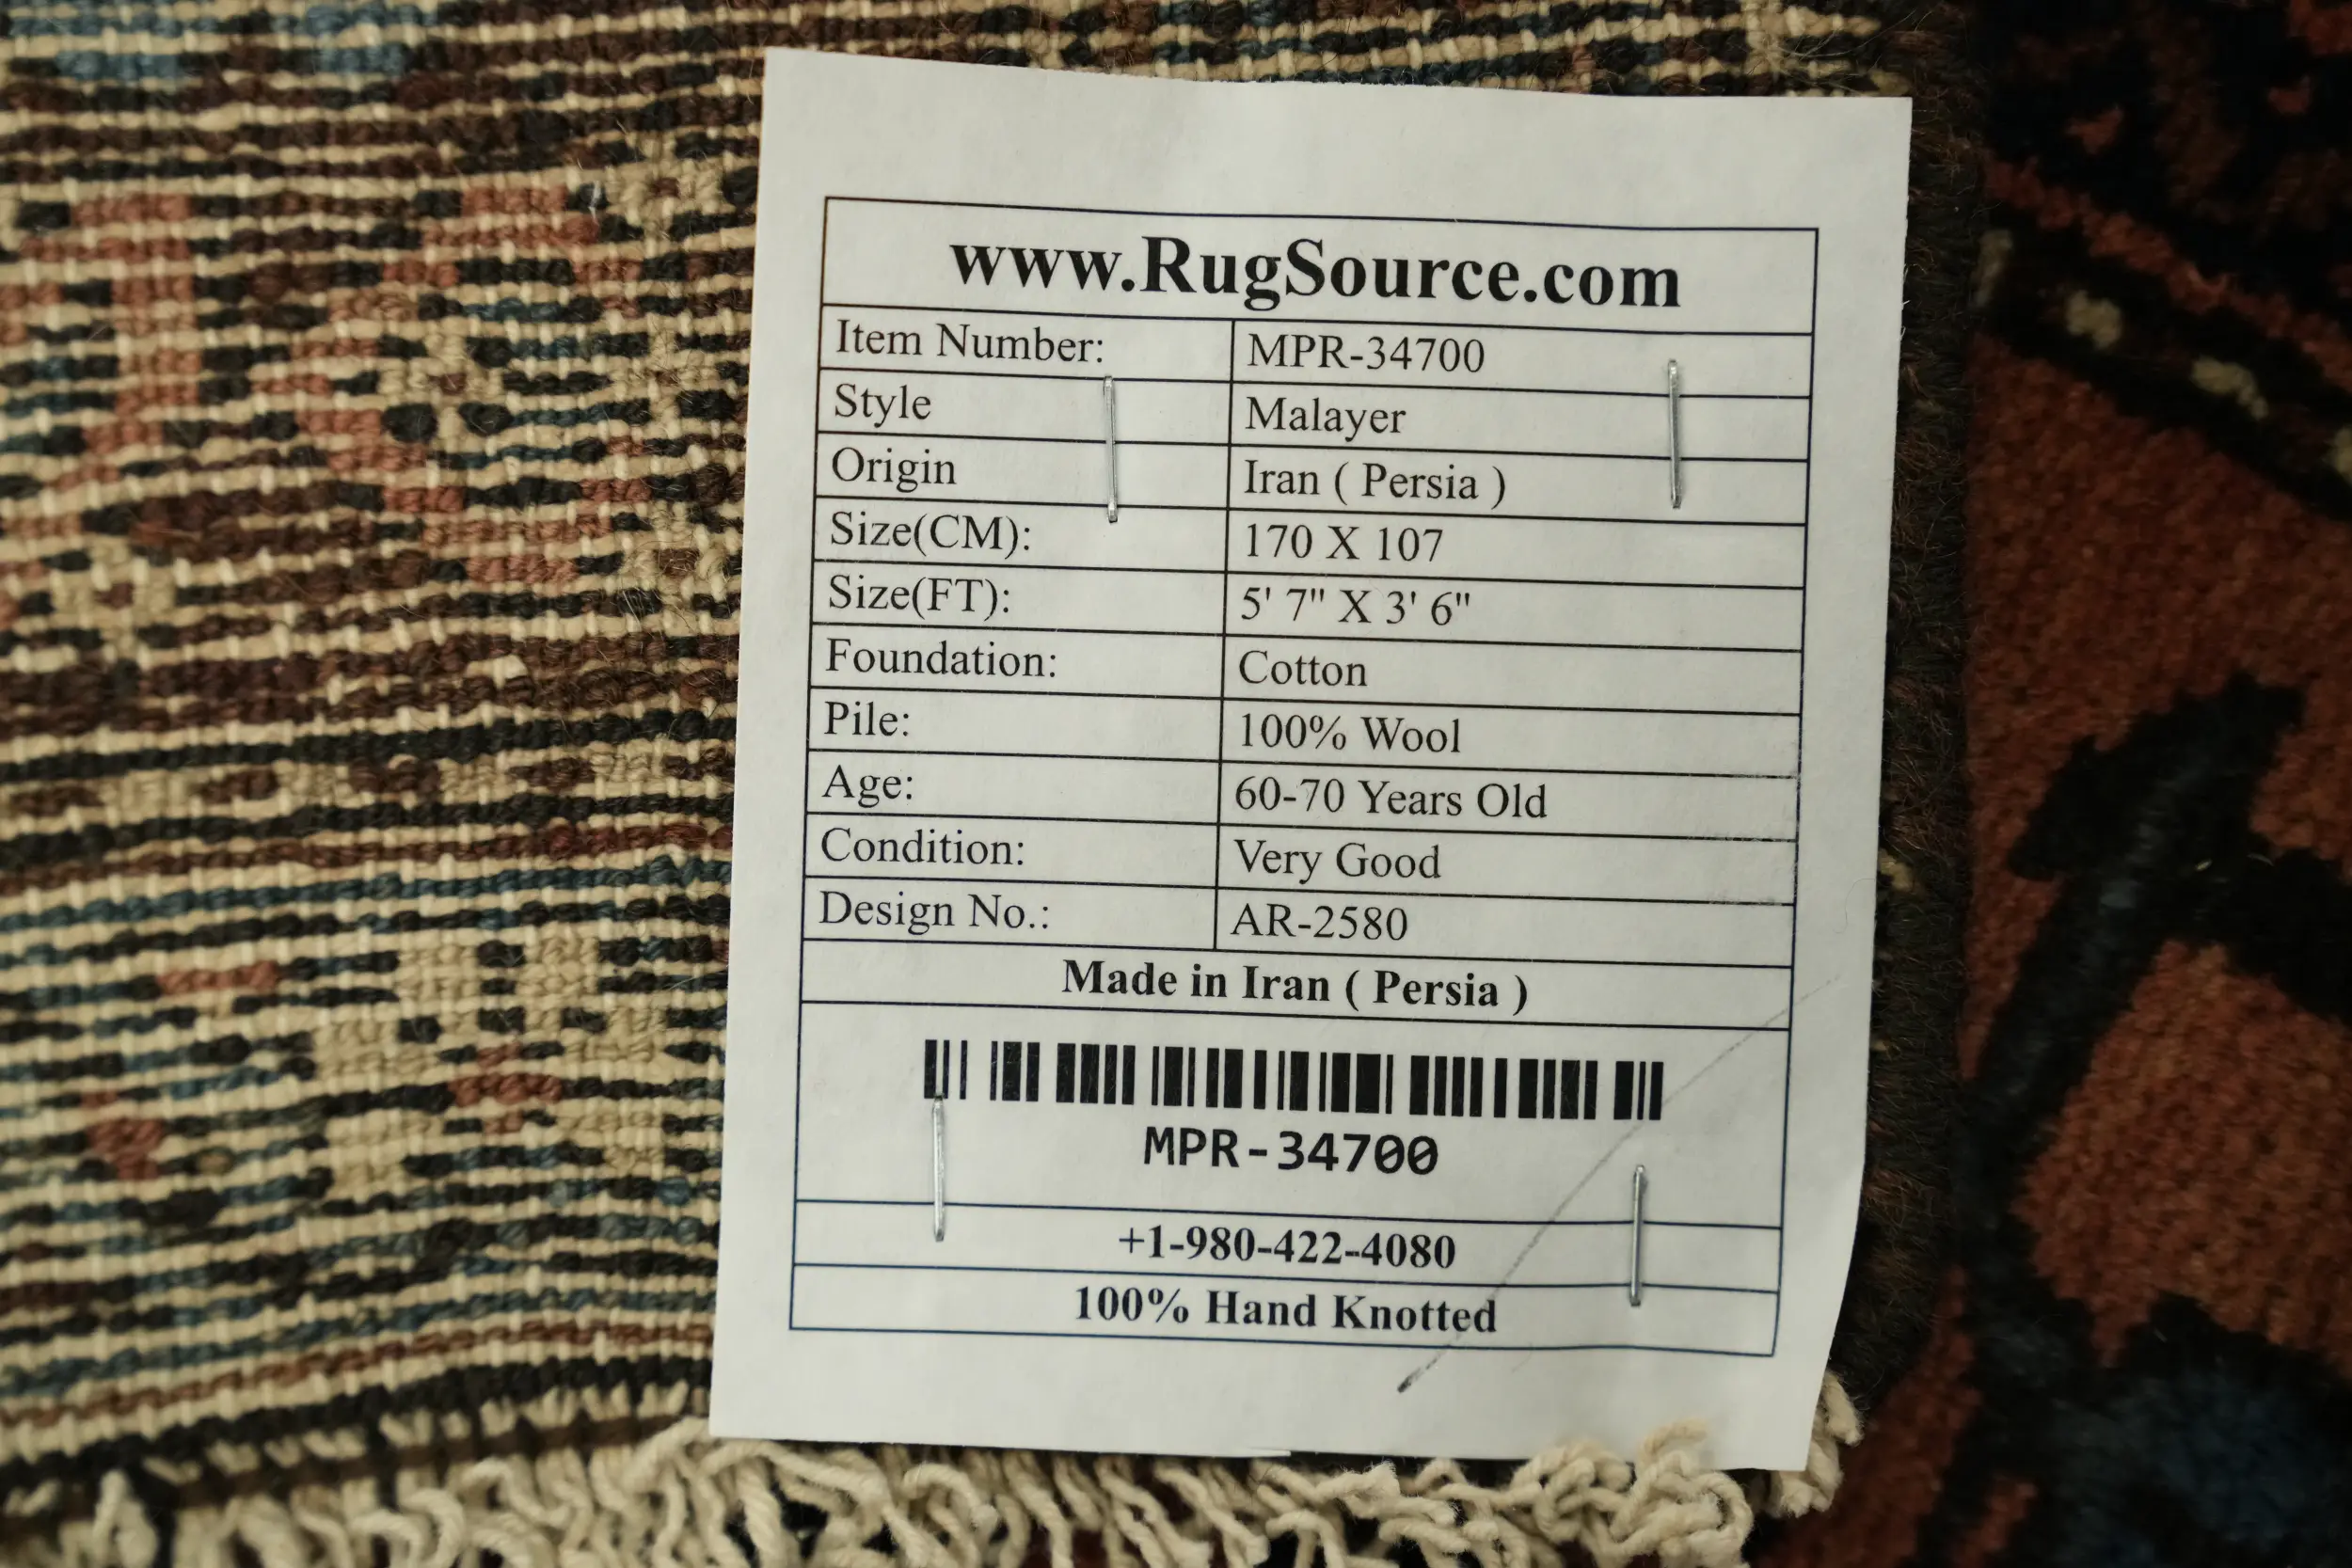 www.RugSource.com
Item Number: MPR-34700
Style Malayer
Origin Iran ( Persia )
Size(CM): 170 X 107
Size(FT): 5' 7" X 3' 6"
Foundation: Cotton
Pile: 100% Wool
Age: 60-70 Years Old
Condition: Very Good
Design No.: AR-2580
Made in Iran ( Persia )
MPR-34700
+1-980-422-4080
100% Hand Knotted